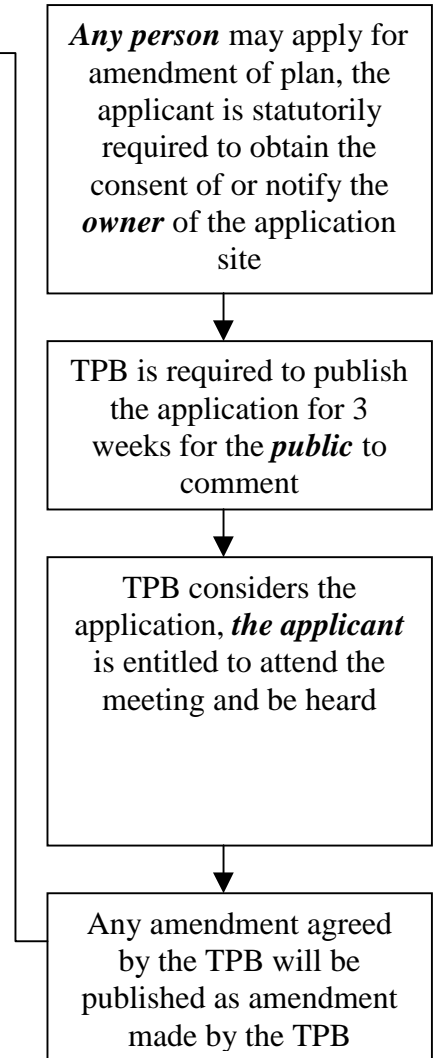 Any person may apply for
amendment of plan, the
applicant is statutorily
required to obtain the
consent of or notify the
owner of the application
site
TPB is required to publish
the application for 3
weeks for the public to
comment
TPB considers the
application, the applicant
is entitled to attend the
meeting and be heard
Any amendment agreed
by the TPB will be
published as amendment
made by the TPB